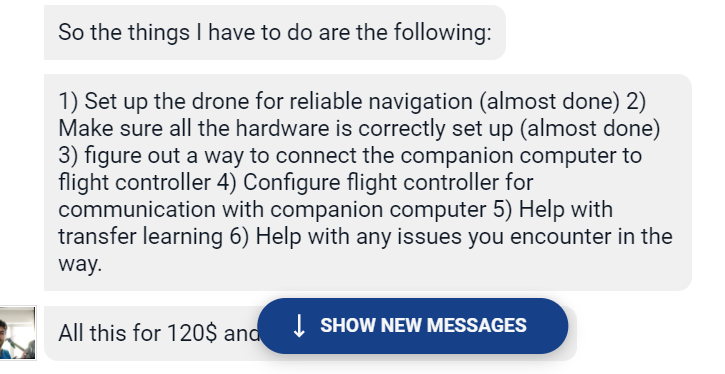 So the things I have to do are the following:
1) Set up the drone for reliable navigation (almost done) 2)
Make sure all the hardware is correctly set up (almost done)
3) figure out a way to connect the companion computer to
flight controller 4) Configure flight controller for
communication with companion computer 5) Help with
transfer learning 6) Help with any issues you encounter in the
way.
All this for 120$ and
↓ SHOW NEW MESSAGES